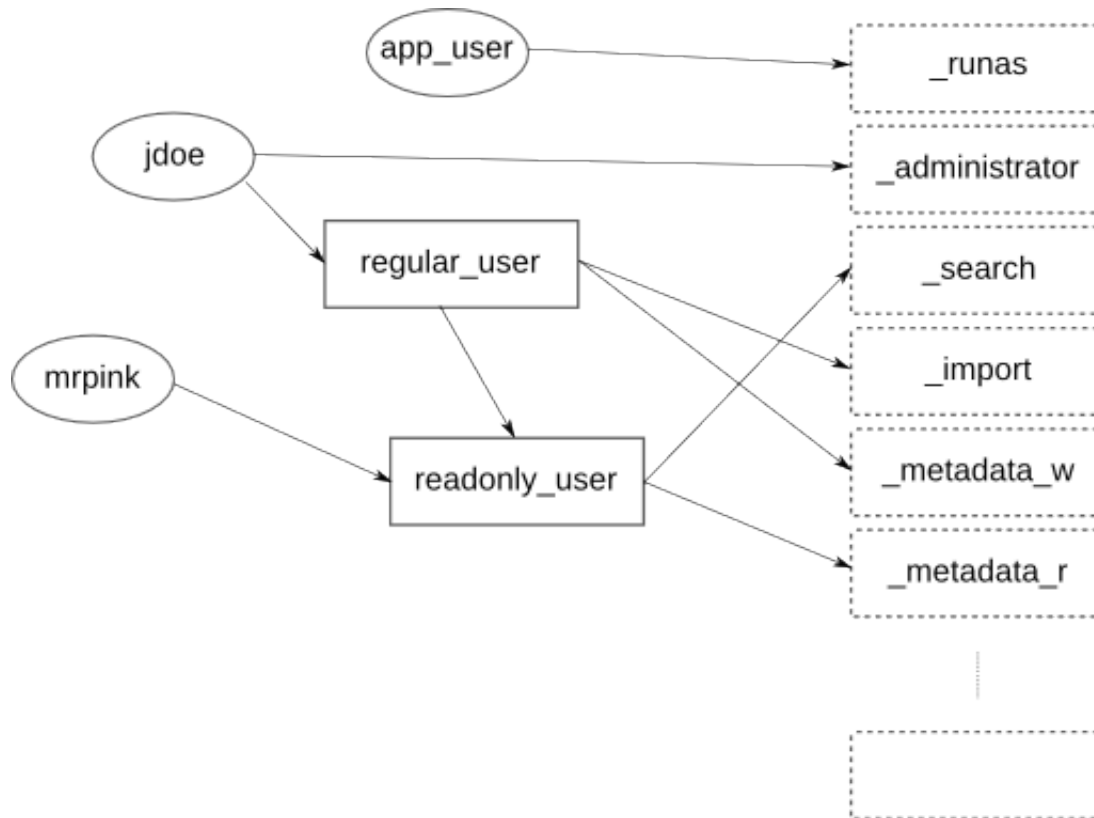 app_user
_runas
jdoe
_administrator
regular_user
_search
mrpink
_import
readonly_user
_metadata_w
_metadata_r